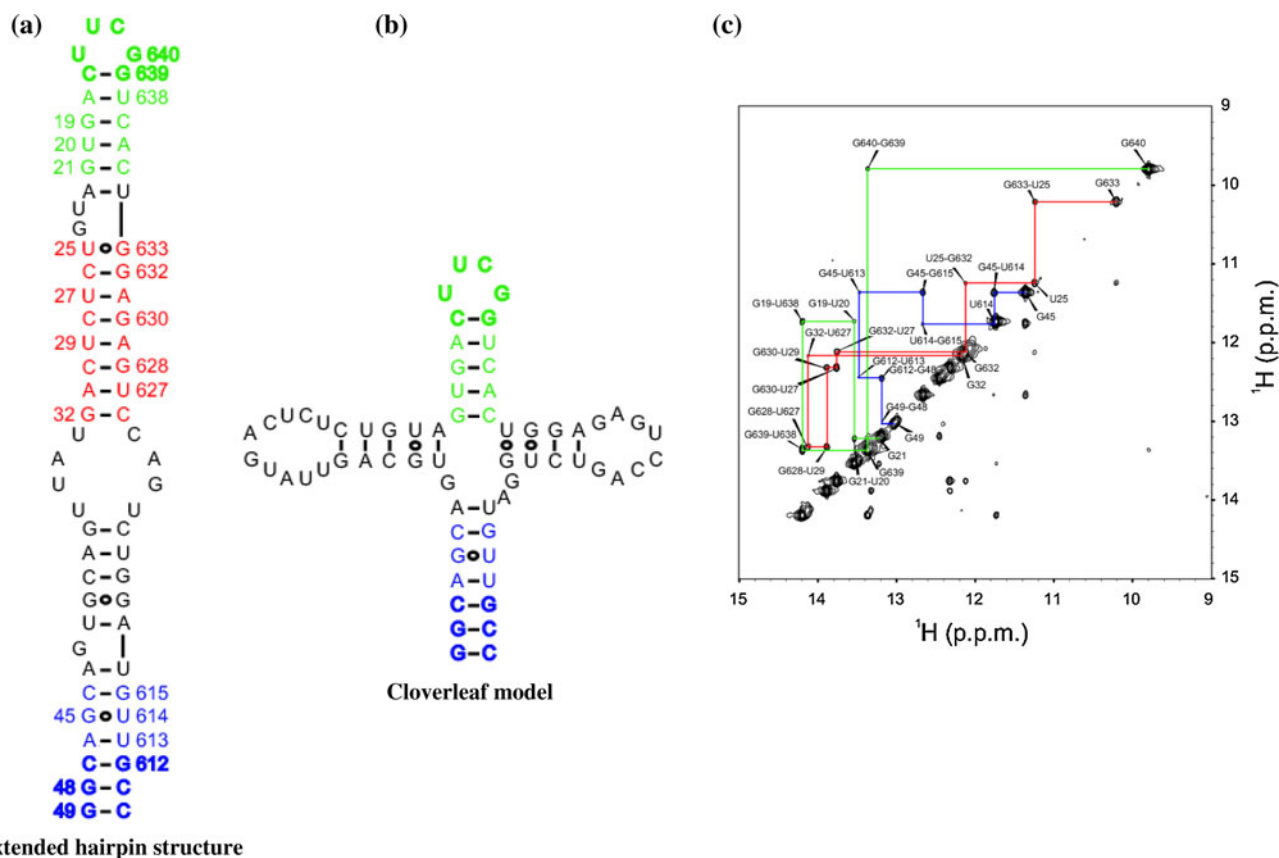 (a)
U C
U G 640
C G 639
A U 638
19 G C
20 U A
21 G C
A U
U
G
25 U G 633
C G 632
27 U A
C G 630
29 U A
C G 628
A U 627
32 G C
U C
A A
U G
U U
G C
A U
C G
G G
U A
G
A U
C G 615
45 G U 614
A U 613
C G 612
48 G C
49 G C
xtended hairpin structure
(b)
U C
U G
C G
A U
G C
U A
G C
A C U C U C U G U A
G U A U U G A C G U
U G G A G A G U C
G U U G A C
G G
A U A
C G
G U
A U
C G
G C
G C
Cloverleaf model
(c)
G640-G639
G640
G633-U25
G633
U25-G632
G45-U613
G45-G615
G45-U614
U25
G45
U614
G19-U638
G19-U20
G32-U627
G632-U27
U614-G615
G630-U29
G612-U613
G612-G48
G632
G32
G630-U27
G49-G48
G49
G628-U627
G639-U638
G21
G639
G628-U29
G21-U20
9
10
11
12
13
14
15
¹H (p.p.m.)
15 14 13 12 11 10 9
¹H (p.p.m.)